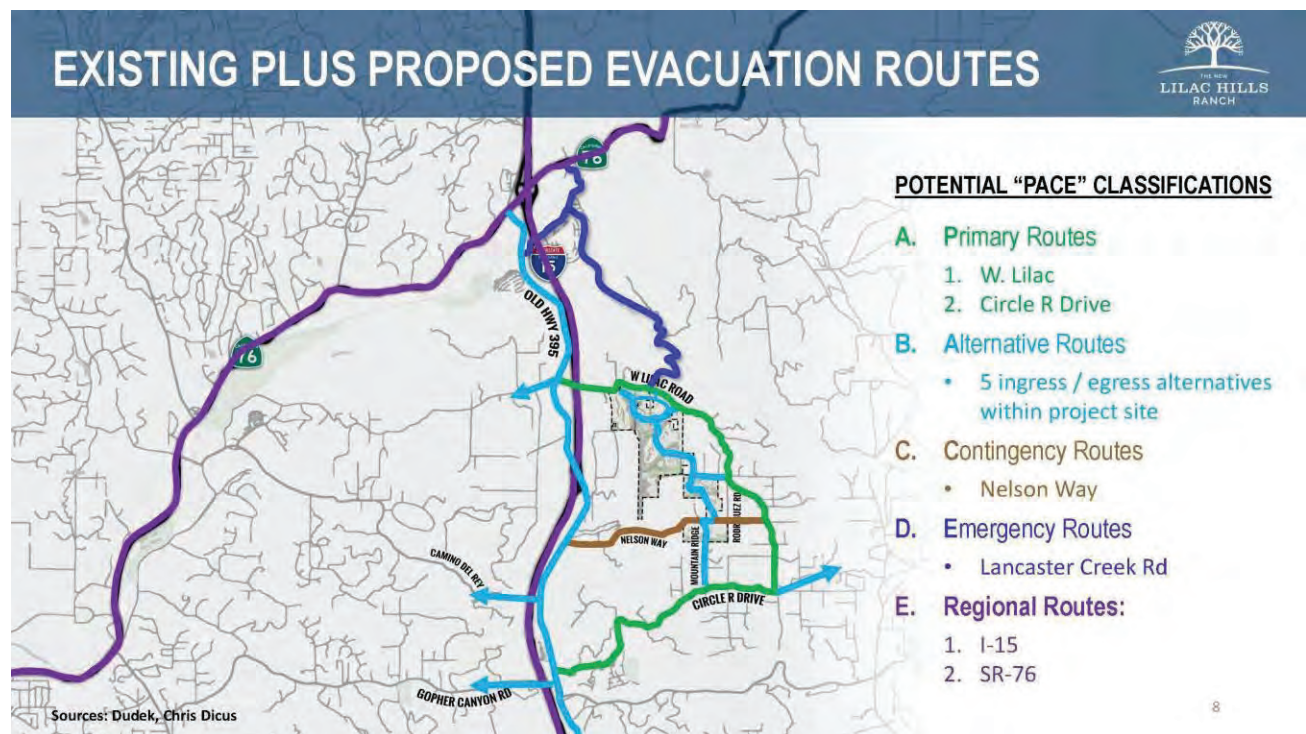 EXISTING PLUS PROPOSED EVACUATION ROUTES
THE NEW
LILAC HILLS
RANCH
76
15
OLD HWY 395
76
W LILAC ROAD
NELSON WAY
MOUNTAIN RIDGE
CAMINO DEL REY
CIRCLE R DRIVE
GOPHER CANYON RD
POTENTIAL “PACE” CLASSIFICATIONS
A. Primary Routes
1. W. Lilac
2. Circle R Drive
B. Alternative Routes
• 5 ingress / egress alternatives
within project site
C. Contingency Routes
• Nelson Way
D. Emergency Routes
• Lancaster Creek Rd
E. Regional Routes:
1. I-15
2. SR-76
Sources: Dudek, Chris Dicus
8